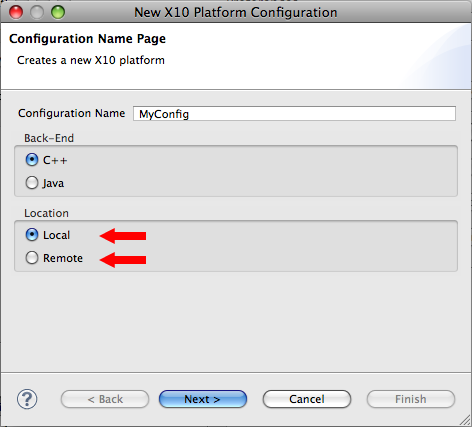 New X10 Platform Configuration
Configuration Name Page
Creates a new X10 platform
Configuration Name MyConfig
Back-End
C++
Java
Location
Local
Remote
? < Back Next > Cancel Finish